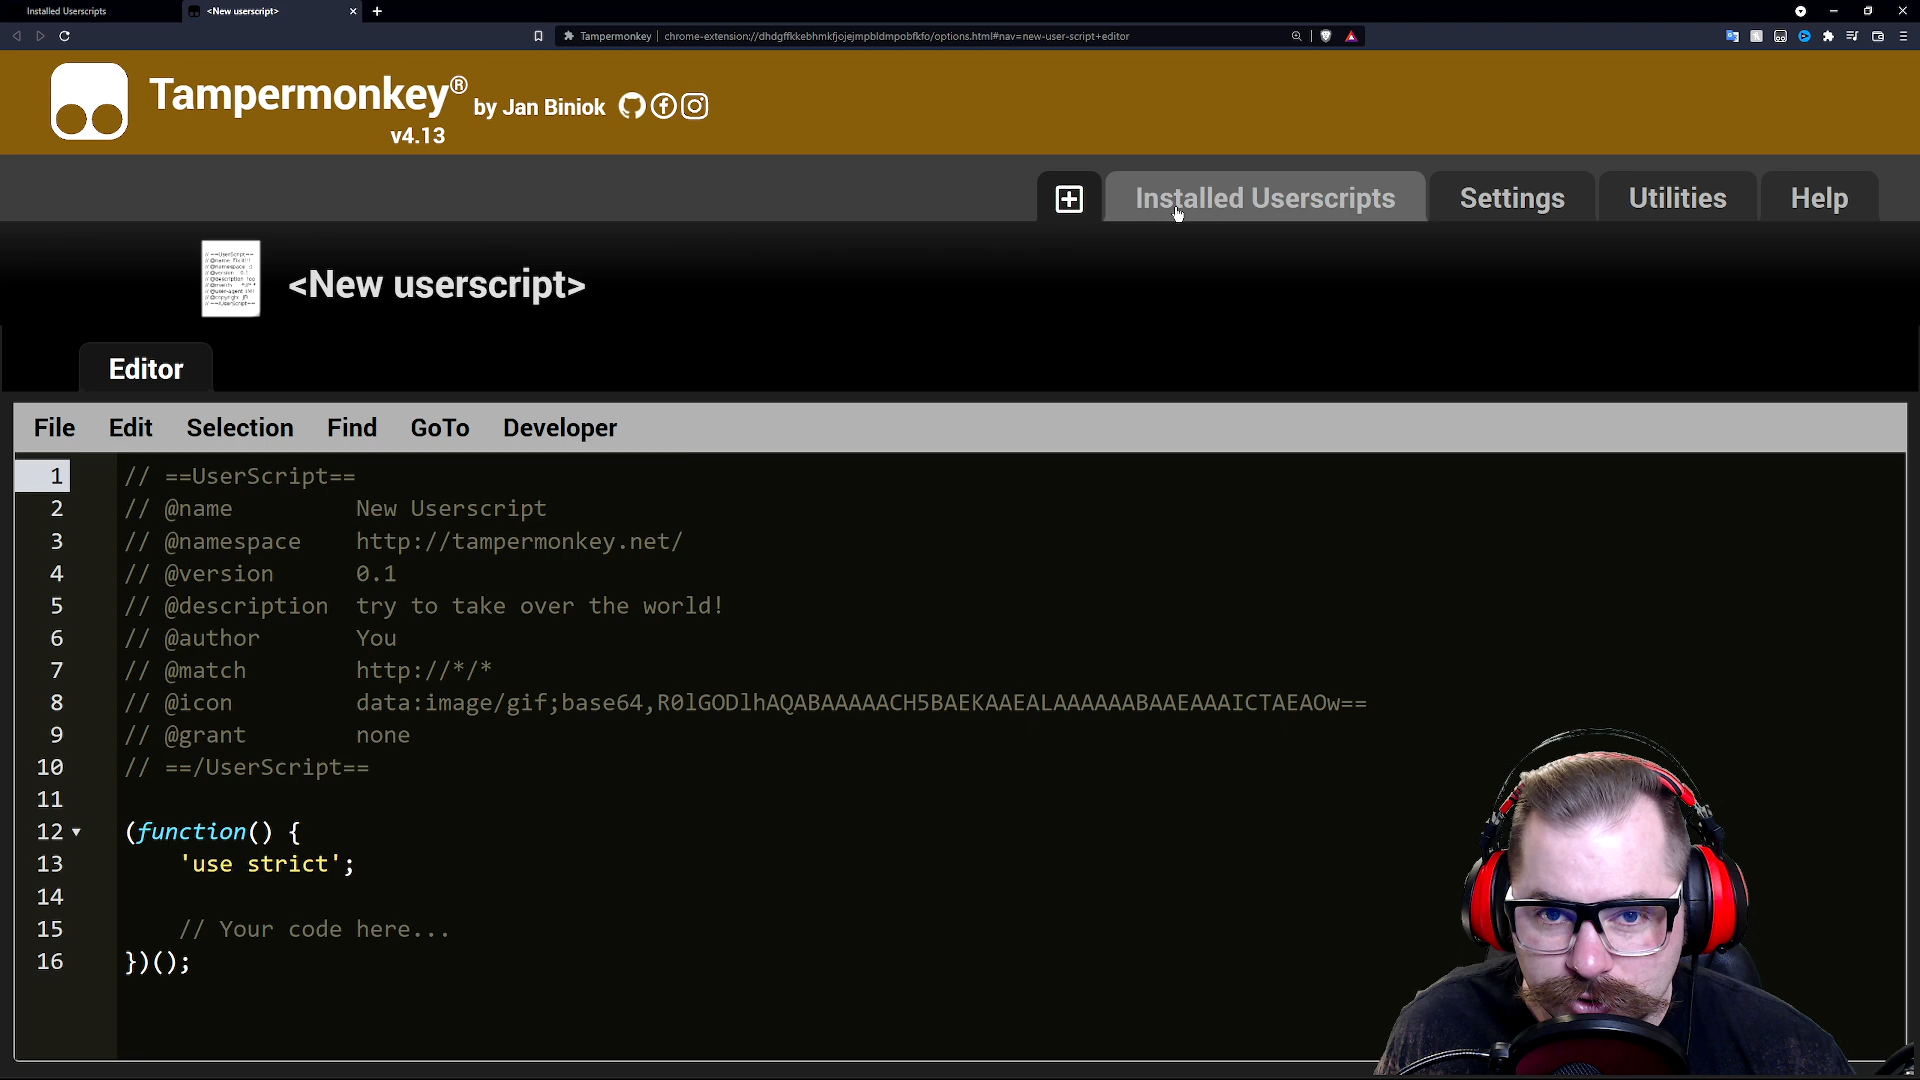 Installed Userscripts
<New userscript>
Tampermonkey
chrome-extension://dhdgffkkebhmkfjojejmpbldmpobfkfo/options.html#nav=new-user-script+editor
Tampermonkey® by Jan Biniok
v4.13
Installed Userscripts
Settings
Utilities
Help
<New userscript>
Editor
File
Edit
Selection
Find
GoTo
Developer
1 // ==UserScript==
2 // @name New Userscript
3 // @namespace http://tampermonkey.net/
4 // @version 0.1
5 // @description try to take over the world!
6 // @author You
7 // @match http://*/*
8 // @icon data:image/gif;base64,R0lGODlhAQABAAAAACH5BAEKAAEALAAAAAABAAEAAAICTAEAOw==
9 // @grant none
10 // ==/UserScript==
11
12 (function() {
13 'use strict';
14
15 // Your code here...
16 })();